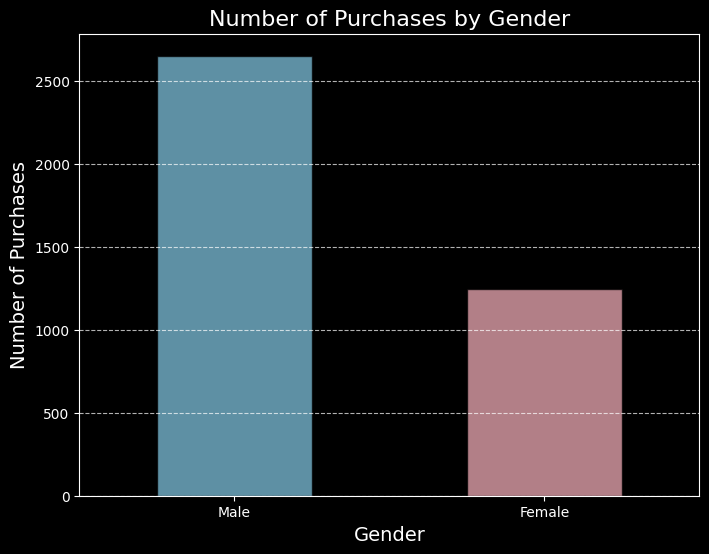 Number of Purchases by Gender
Number of Purchases
2500
2000
1500
1000
500
0
Male
Female
Gender